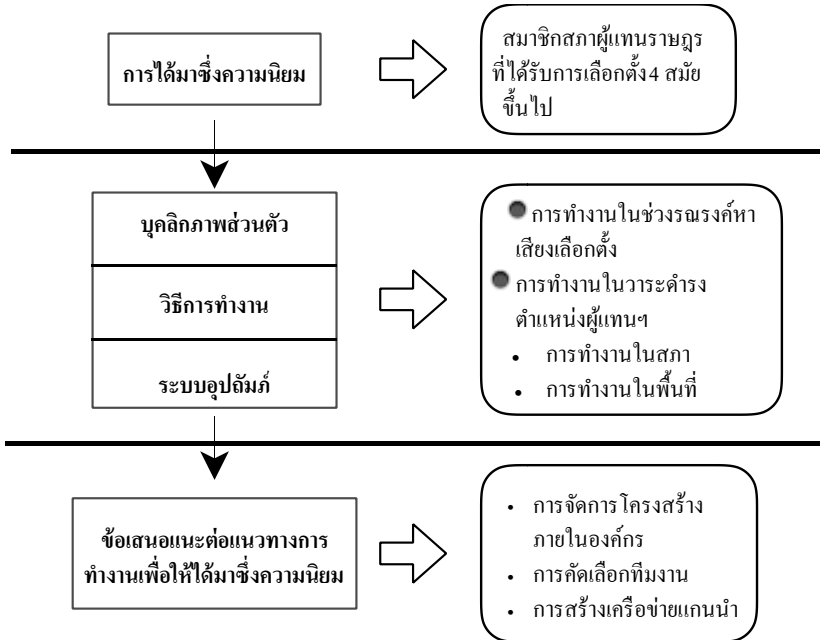 การได้มาซึ่งความนิยม
สมาชิกสภาผู้แทนราษฎร
ที่ได้รับการเลือกตั้ง4 สมัย
ขึ้นไป
บุคลิกภาพส่วนตัว
วิธีการทำงาน
ระบบอุปถัมภ์
● การทำงานในช่วงรณรงค์หา
เสียงเลือกตั้ง
● การทำงานในวาระดำรง
ตำแหน่งผู้แทนฯ
• การทำงานในสภา
• การทำงานในพื้นที่
ข้อเสนอแนะต่อแนวทางการ
ทำงานเพื่อให้ได้มาซึ่งความนิยม
• การจัดการโครงสร้าง
ภายในองค์กร
• การคัดเลือกทีมงาน
• การสร้างเครือข่ายแกนนำ